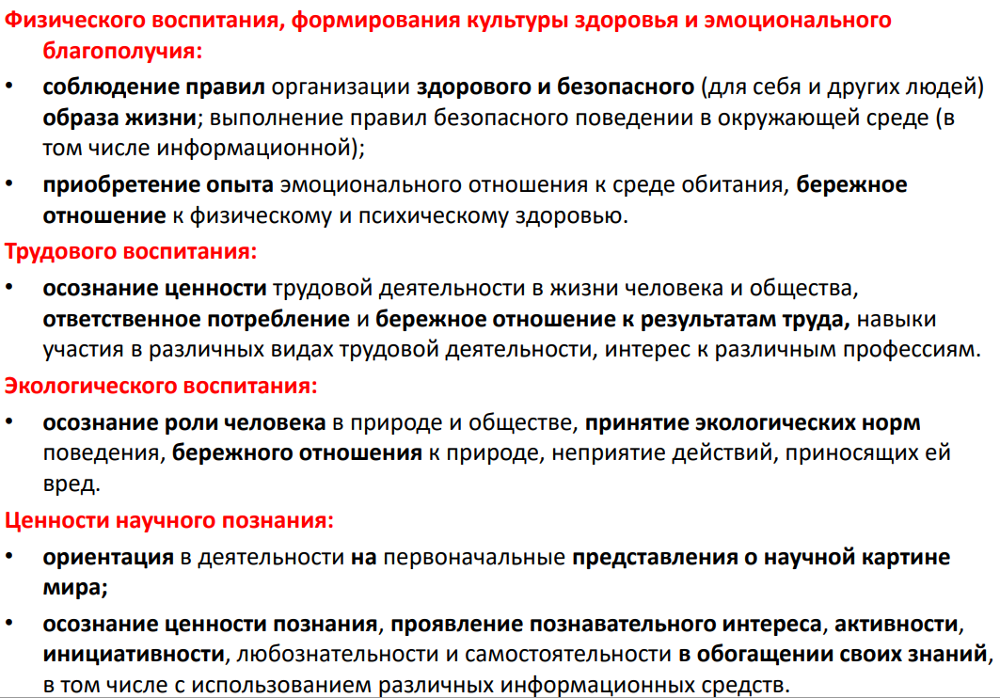 Физического воспитания, формирования культуры здоровья и эмоционального
благополучия:
• соблюдение правил организации здорового и безопасного (для себя и других людей)
образа жизни; выполнение правил безопасного поведении в окружающей среде (в
том числе информационной);
• приобретение опыта эмоционального отношения к среде обитания, бережное
отношение к физическому и психическому здоровью.
Трудового воспитания:
• осознание ценности трудовой деятельности в жизни человека и общества,
ответственное потребление и бережное отношение к результатам труда, навыки
участия в различных видах трудовой деятельности, интерес к различным профессиям.
Экологического воспитания:
• осознание роли человека в природе и обществе, принятие экологических норм
поведения, бережного отношения к природе, неприятие действий, приносящих ей
вред.
Ценности научного познания:
• ориентация в деятельности на первоначальные представления о научной картине
мира;
• осознание ценности познания, проявление познавательного интереса, активности,
инициативности, любознательности и самостоятельности в обогащении своих знаний,
в том числе с использованием различных информационных средств.